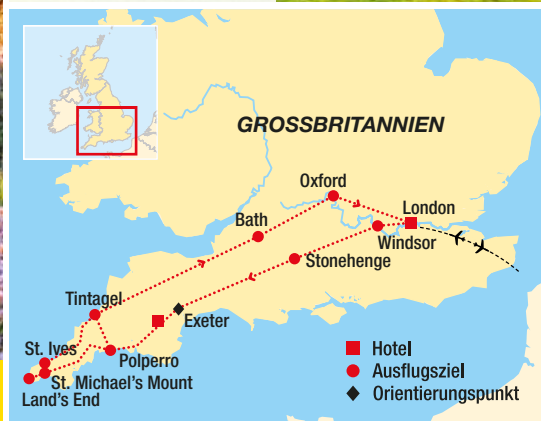 GROSSBRITANNIEN
Oxford
London
Bath
Windsor
Stonehenge
Tintagel
Exeter
St. Ives
Polperro
St. Michael's Mount
Land's End
Hotel
Ausflugsziel
Orientierungspunkt